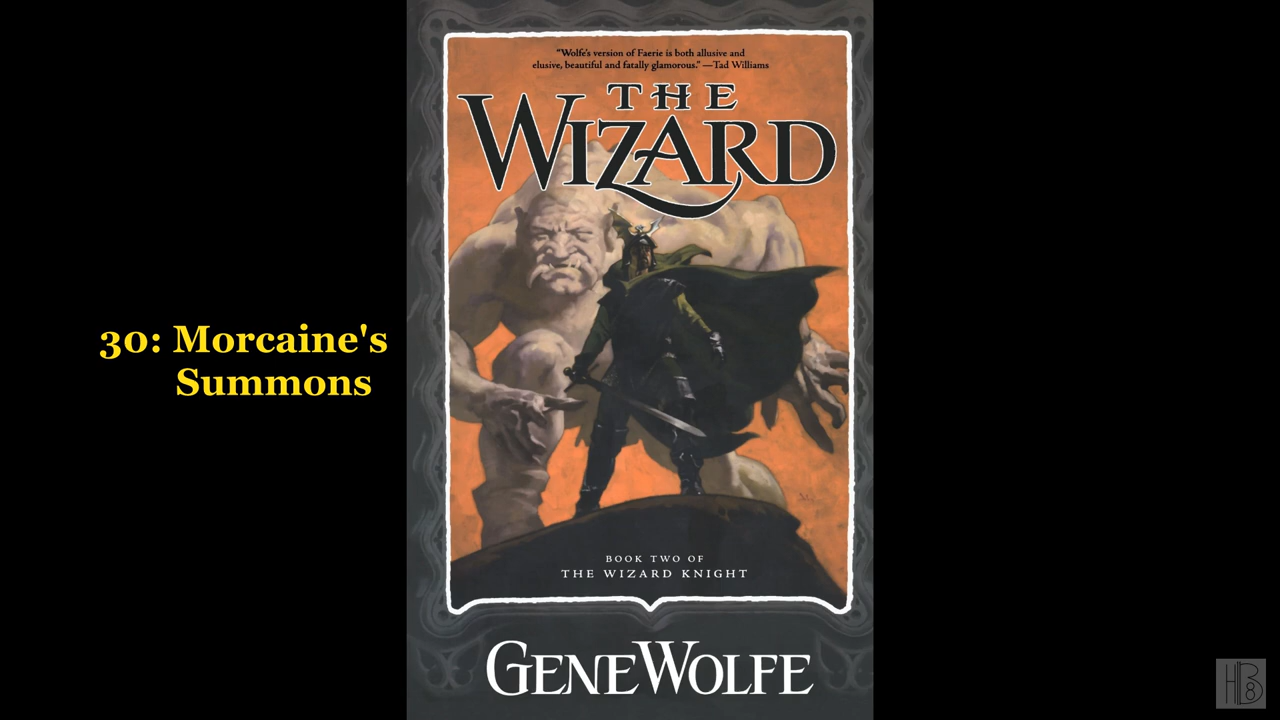 30: Morcaine's
Summons
“Wolfe’s version of Faerie is both allusive and
elusive, beautiful and fatally glamorous.” —Tad Williams
THE
WIZARD
BOOK TWO OF
THE WIZARD KNIGHT
GENE WOLFE